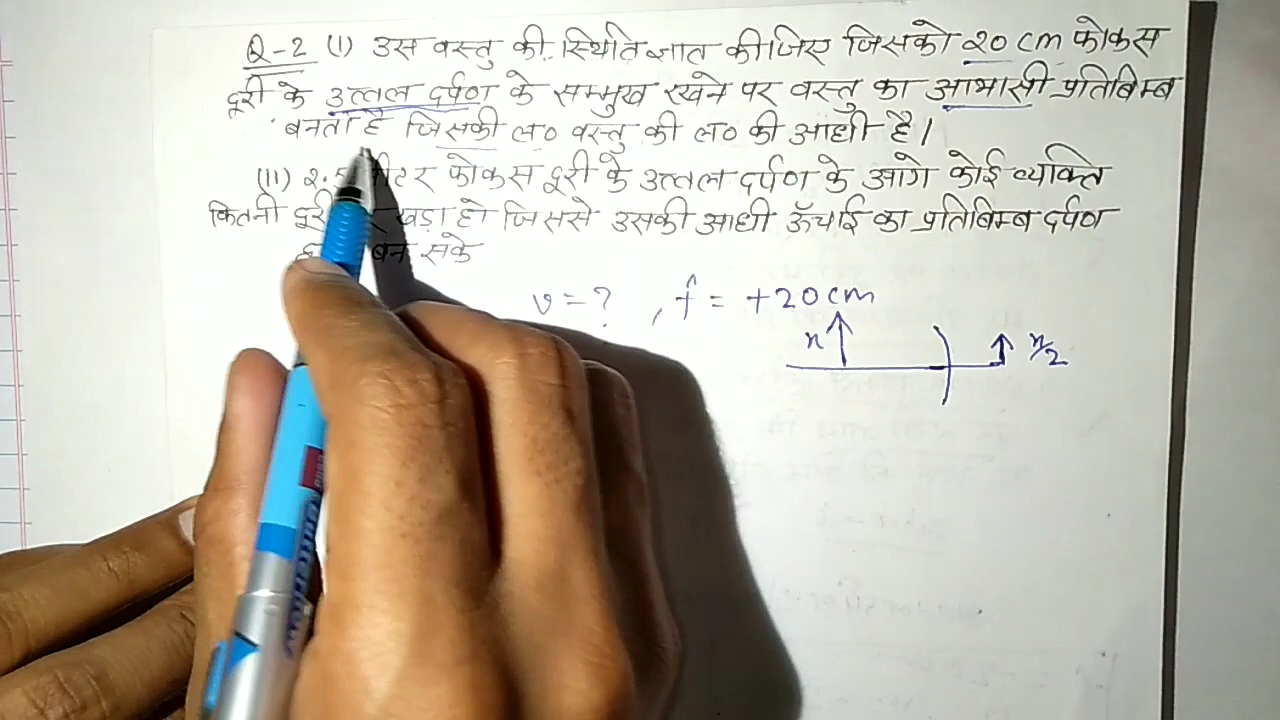 Q-2 (I) उस वस्तु की स्थिति ज्ञात कीजिए जिसको 20 cm फोकस
दूरी के उत्तल दर्पण के सम्मुख रखने पर वस्तु का आभासी प्रतिबिम्ब
बनता है जिसकी ल० वस्तु की ल० की आधी है।
(II) फोकस दूरी के उत्तल दर्पण के आगे कोई व्यक्ति
कितनी खड़ा हो जिससे उसकी आधी ऊँचाई का प्रतिबिम्ब दर्पण
बन सके
v = ? , f = +20 cm
x x/2